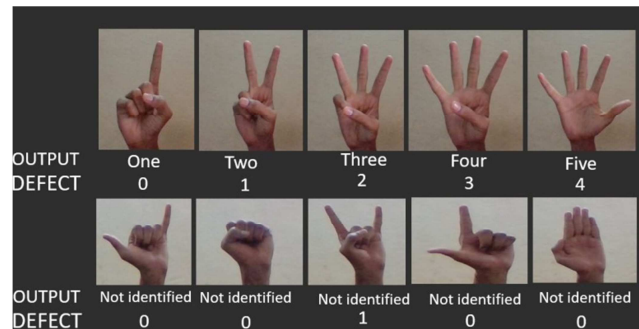 OUTPUT One Two Three Four Five
DEFECT 0 1 2 3 4
OUTPUT Not identified Not identified Not identified Not identified Not identified
DEFECT 0 0 1 0 0